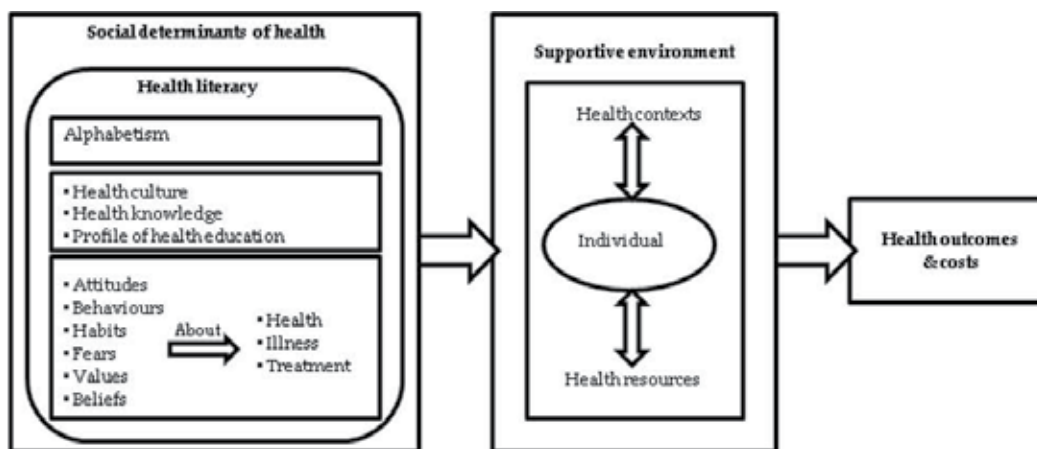 Social determinants of health
Health literacy
Alphabetism
▪ Health culture
▪ Health knowledge
▪ Profile of health education
▪ Attitudes
▪ Behaviours
▪ Habits
▪ Fears
▪ Values
▪ Beliefs
About
▪ Health
▪ Illness
▪ Treatment
Supportive environment
Health contexts
Individual
Health resources
Health outcomes
& costs